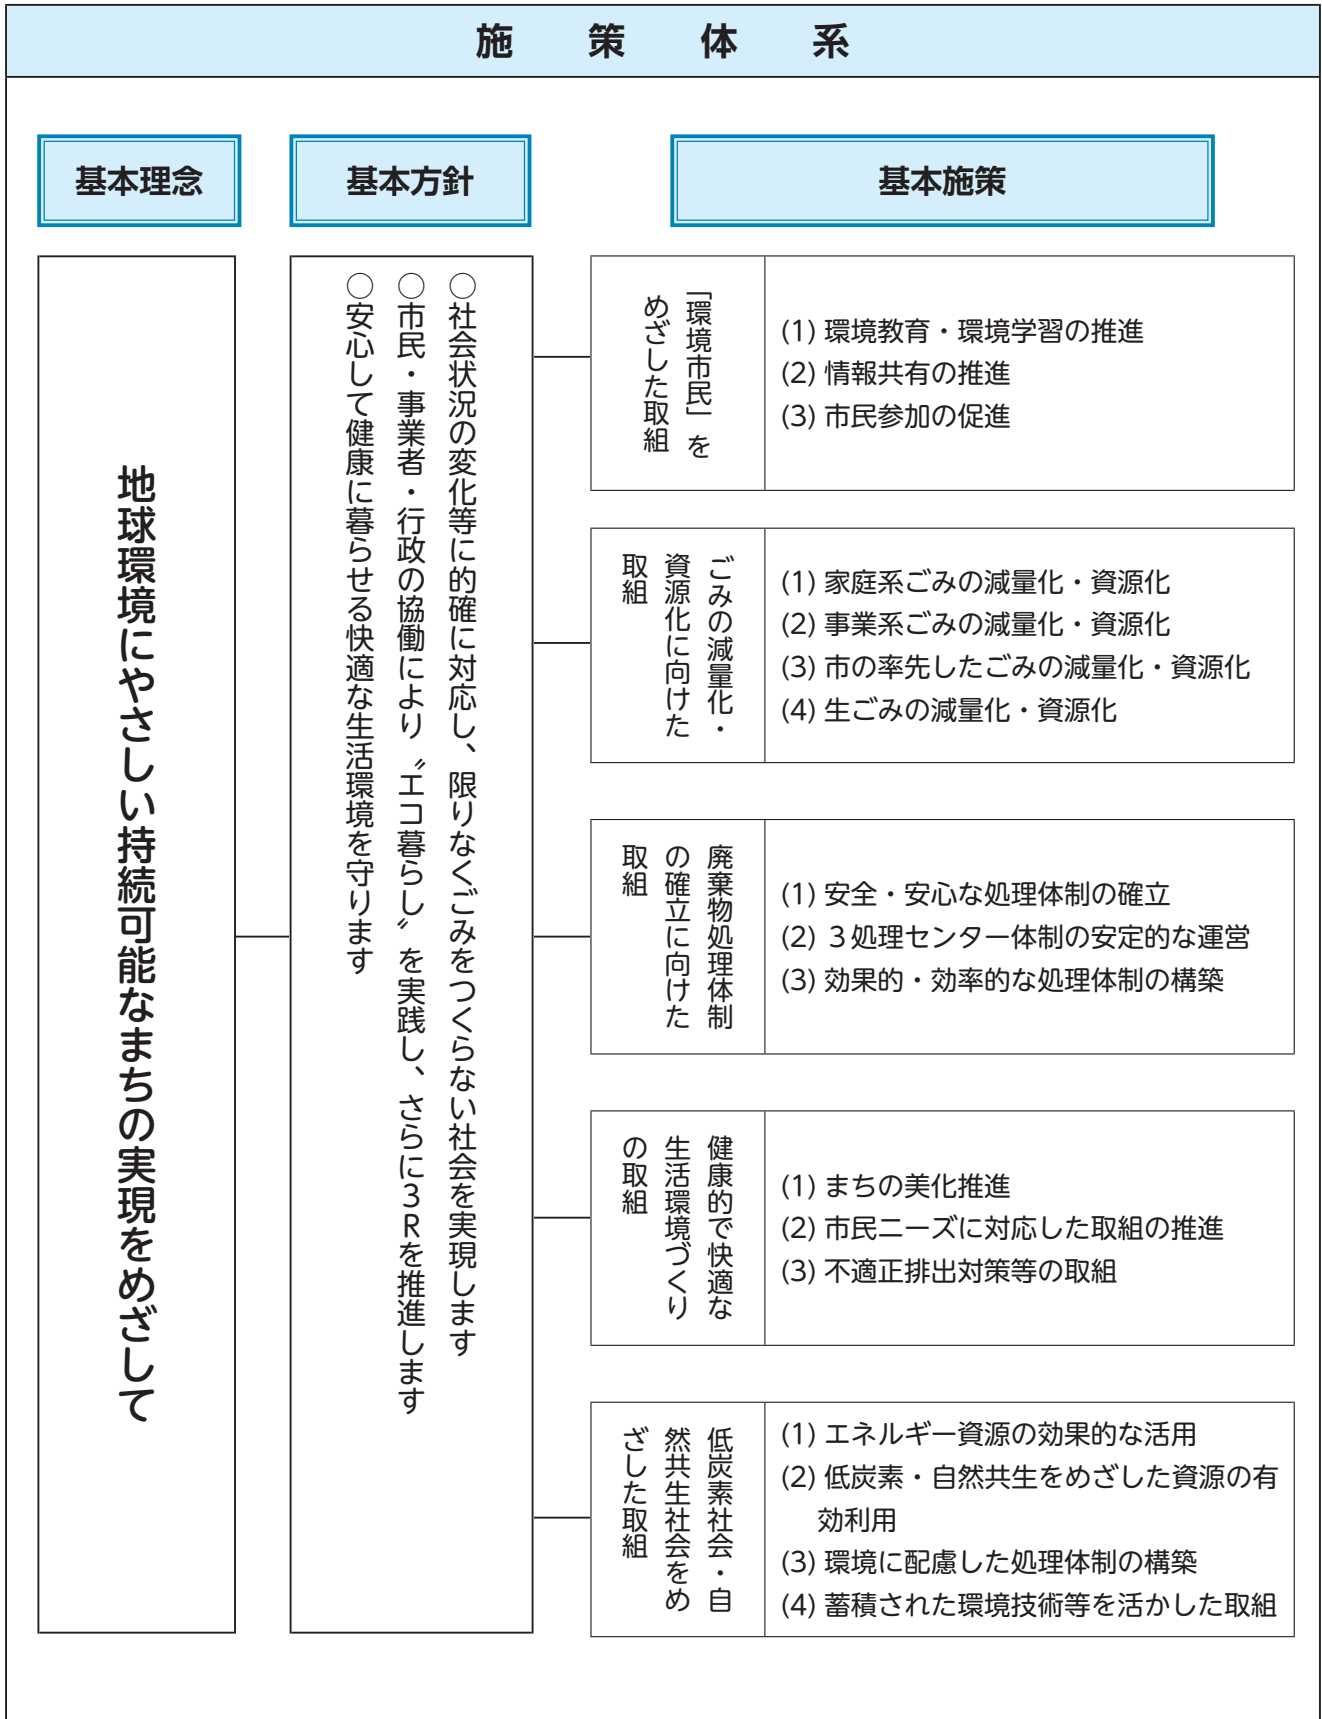 施策体系
基本理念
基本方針
基本施策
地球環境にやさしい持続可能なまちの実現をめざして
○社会状況の変化等に的確に対応し、限りなくごみをつくらない社会を実現します
○市民・事業者・行政の協働により〝エコ暮らし〟を実践し、さらに3Rを推進します
○安心して健康に暮らせる快適な生活環境を守ります
「環境市民」を
めざした取組
(1) 環境教育・環境学習の推進
(2) 情報共有の推進
(3) 市民参加の促進
ごみの減量化・
資源化に向けた
取組
(1) 家庭系ごみの減量化・資源化
(2) 事業系ごみの減量化・資源化
(3) 市の率先したごみの減量化・資源化
(4) 生ごみの減量化・資源化
廃棄物処理体制
の確立に向けた
取組
(1) 安全・安心な処理体制の確立
(2) ３処理センター体制の安定的な運営
(3) 効果的・効率的な処理体制の構築
健康的で快適な
生活環境づくり
の取組
(1) まちの美化推進
(2) 市民ニーズに対応した取組の推進
(3) 不適正排出対策等の取組
低炭素社会・自
然共生社会をめ
ざした取組
(1) エネルギー資源の効果的な活用
(2) 低炭素・自然共生をめざした資源の有
効利用
(3) 環境に配慮した処理体制の構築
(4) 蓄積された環境技術等を活かした取組